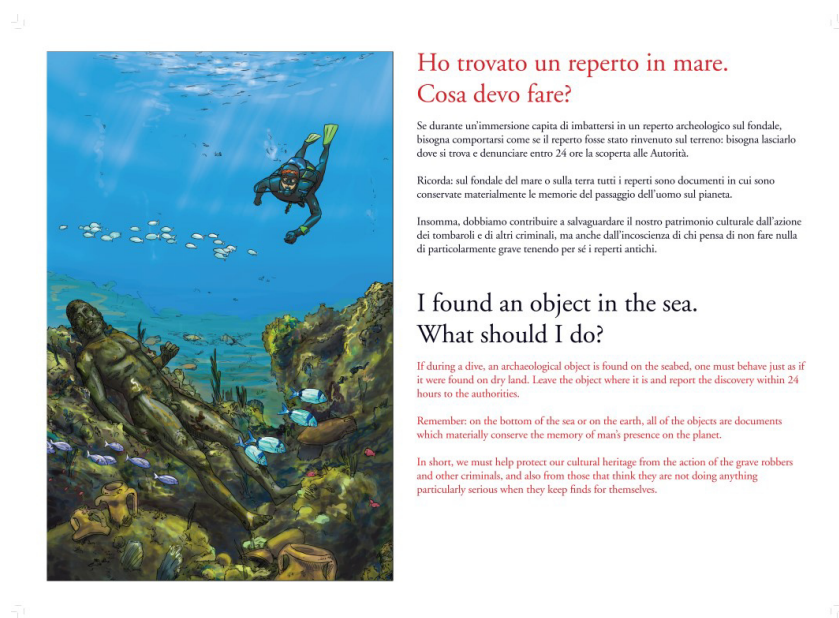 Ho trovato un reperto in mare.
Cosa devo fare?
Se durante un'immersione capita di imbattersi in un reperto archeologico sul fondale,
bisogna comportarsi come se il reperto fosse stato rinvenuto sul terreno: bisogna lasciarlo
dove si trova e denunciare entro 24 ore la scoperta alle Autorità.
Ricorda: sul fondale del mare o sulla terra tutti i reperti sono documenti in cui sono
conservate materialmente le memorie del passaggio dell'uomo sul pianeta.
Insomma, dobbiamo contribuire a salvaguardare il nostro patrimonio culturale dall'azione
dei tombaroli e di altri criminali, ma anche dall'incoscienza di chi pensa di non fare nulla
di particolarmente grave tenendo per sé i reperti antichi.
I found an object in the sea.
What should I do?
If during a dive, an archaeological object is found on the seabed, one must behave just as if
it were found on dry land. Leave the object where it is and report the discovery within 24
hours to the authorities.
Remember: on the bottom of the sea or on the earth, all of the objects are documents
which materially conserve the memory of man's presence on the planet.
In short, we must help protect our cultural heritage from the action of the grave robbers
and other criminals, and also from those that think they are not doing anything
particularly serious when they keep finds for themselves.